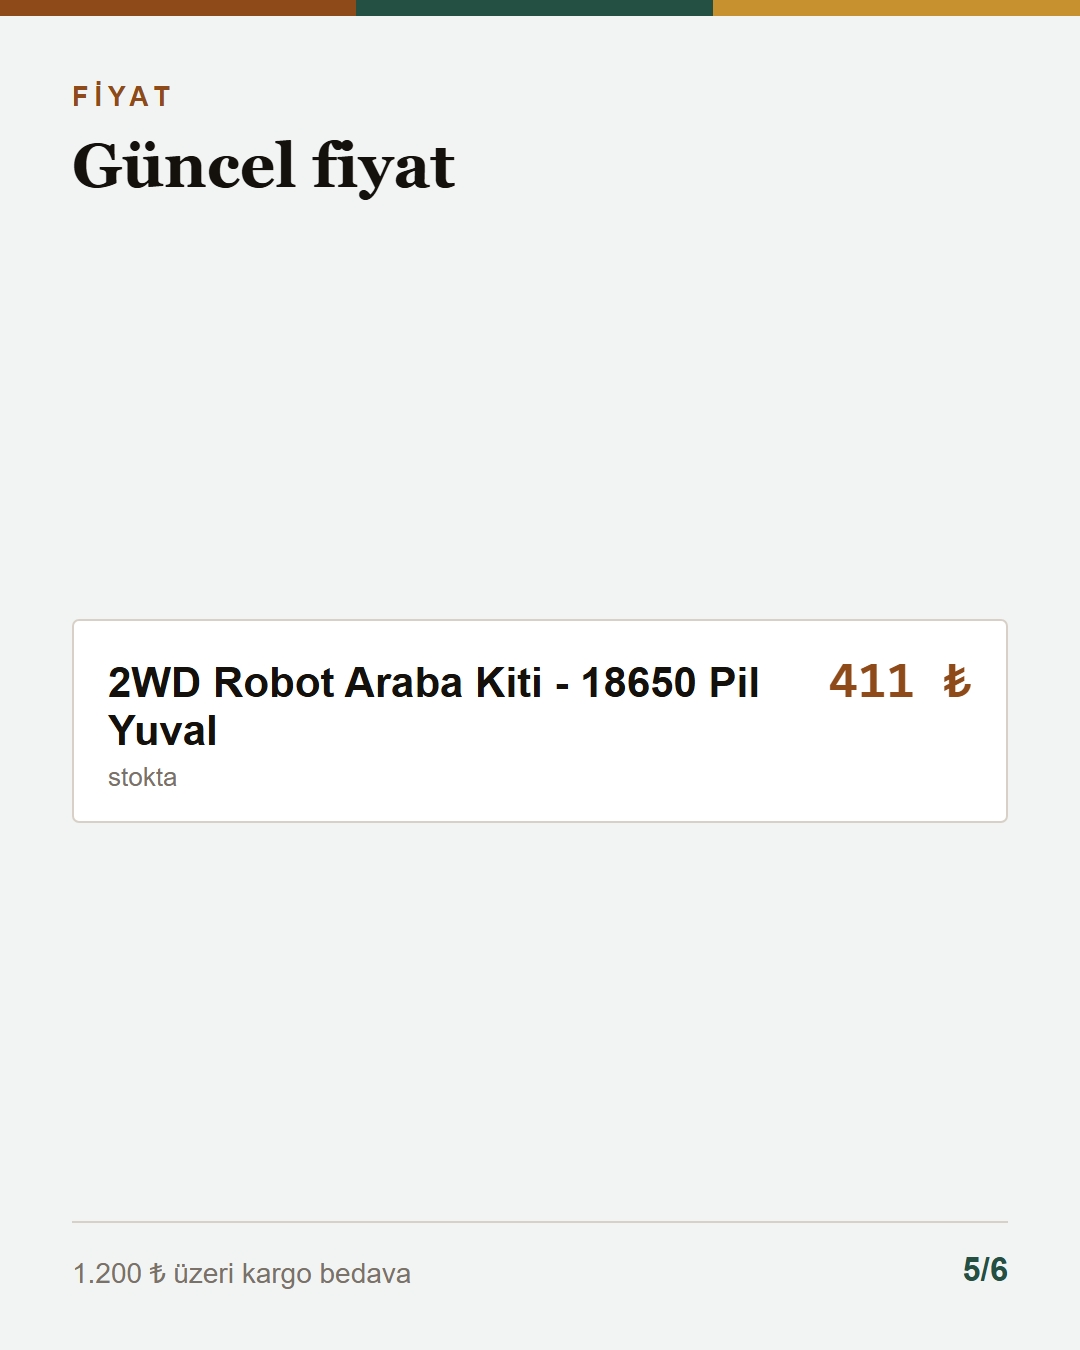 FİYAT
Güncel fiyat
2WD Robot Araba Kiti - 18650 Pil
Yuval
411 ₺
stokta
1.200 ₺ üzeri kargo bedava
5/6